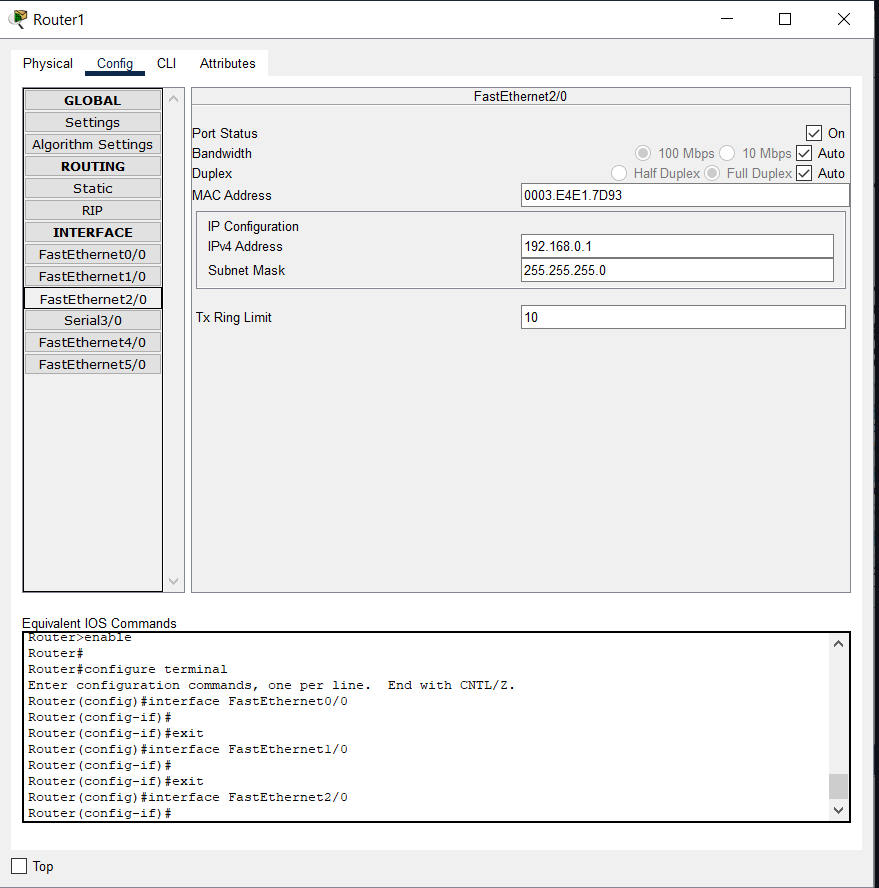 Router1
Physical Config CLI Attributes
GLOBAL
Settings
Algorithm Settings
ROUTING
Static
RIP
INTERFACE
FastEthernet0/0
FastEthernet1/0
FastEthernet2/0
Serial3/0
FastEthernet4/0
FastEthernet5/0
FastEthernet2/0
Port Status On
Bandwidth 100 Mbps 10 Mbps Auto
Duplex Half Duplex Full Duplex Auto
MAC Address 0003.E4E1.7D93
IP Configuration
IPv4 Address 192.168.0.1
Subnet Mask 255.255.255.0
Tx Ring Limit 10
Equivalent IOS Commands
Router>enable
Router#
Router#configure terminal
Enter configuration commands, one per line.  End with CNTL/Z.
Router(config)#interface FastEthernet0/0
Router(config-if)#
Router(config-if)#exit
Router(config)#interface FastEthernet1/0
Router(config-if)#
Router(config-if)#exit
Router(config)#interface FastEthernet2/0
Router(config-if)#
Top